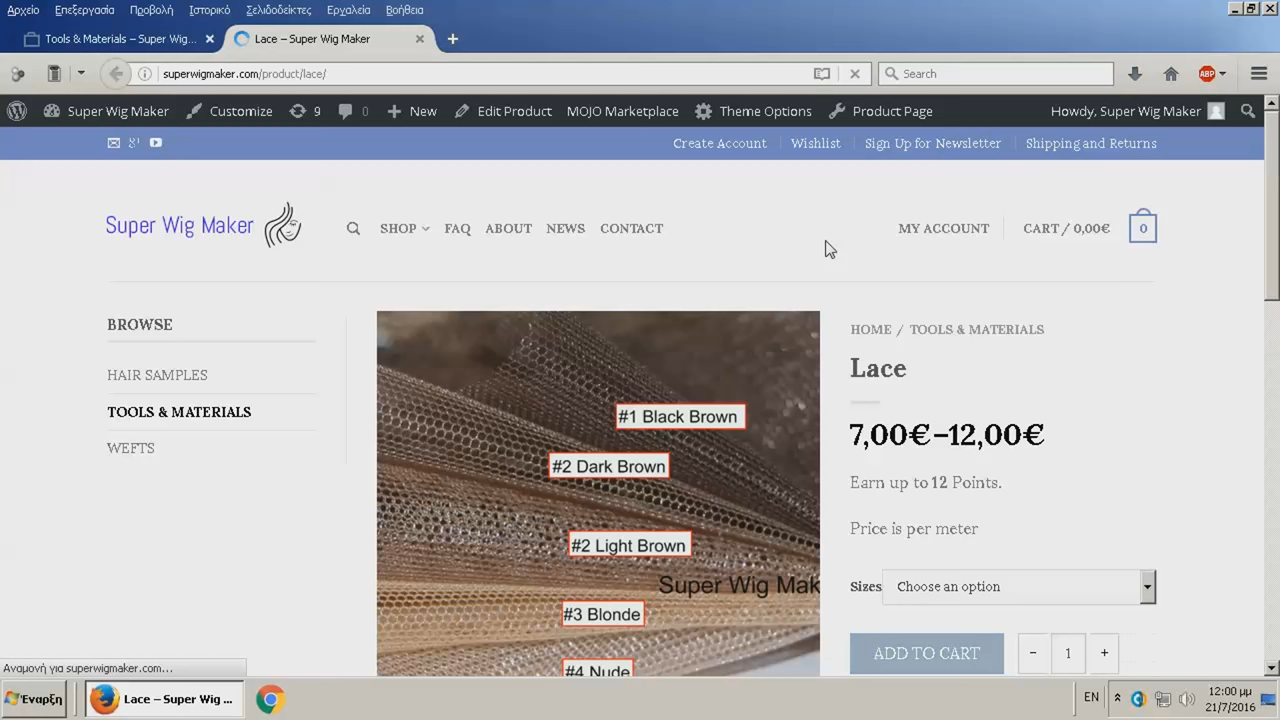 Αρχείο Επεξεργασία Προβολή Ιστορικό Σελιδοδείκτες Εργαλεία Βοήθεια
Tools & Materials – Super Wig... Lace – Super Wig Maker
superwigmaker.com/product/lace/ Search ABP
Super Wig Maker Customize 9 0 New Edit Product MOJO Marketplace Theme Options Product Page Howdy, Super Wig Maker
Create Account Wishlist Sign Up for Newsletter Shipping and Returns
Super Wig Maker SHOP FAQ ABOUT NEWS CONTACT MY ACCOUNT CART / 0,00€ 0
BROWSE
HAIR SAMPLES
TOOLS & MATERIALS
WEFTS
#1 Black Brown
#2 Dark Brown
#2 Light Brown
Super Wig Mak
#3 Blonde
#4 Nude
HOME / TOOLS & MATERIALS
Lace
7,00€–12,00€
Earn up to 12 Points.
Price is per meter
Sizes Choose an option
ADD TO CART - 1 +
Αναμονή για superwigmaker.com...
Έναρξη Lace – Super Wig ... EN 12:00 μμ
21/7/2016